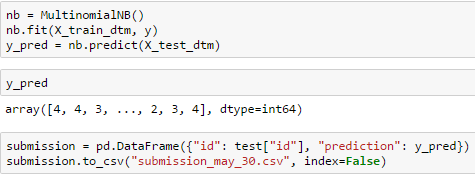 nb = MultinomialNB()
nb.fit(X_train_dtm, y)
y_pred = nb.predict(X_test_dtm)
y_pred
array([4, 4, 3, ..., 2, 3, 4], dtype=int64)
submission = pd.DataFrame({"id": test["id"], "prediction": y_pred})
submission.to_csv("submission_may_30.csv", index=False)